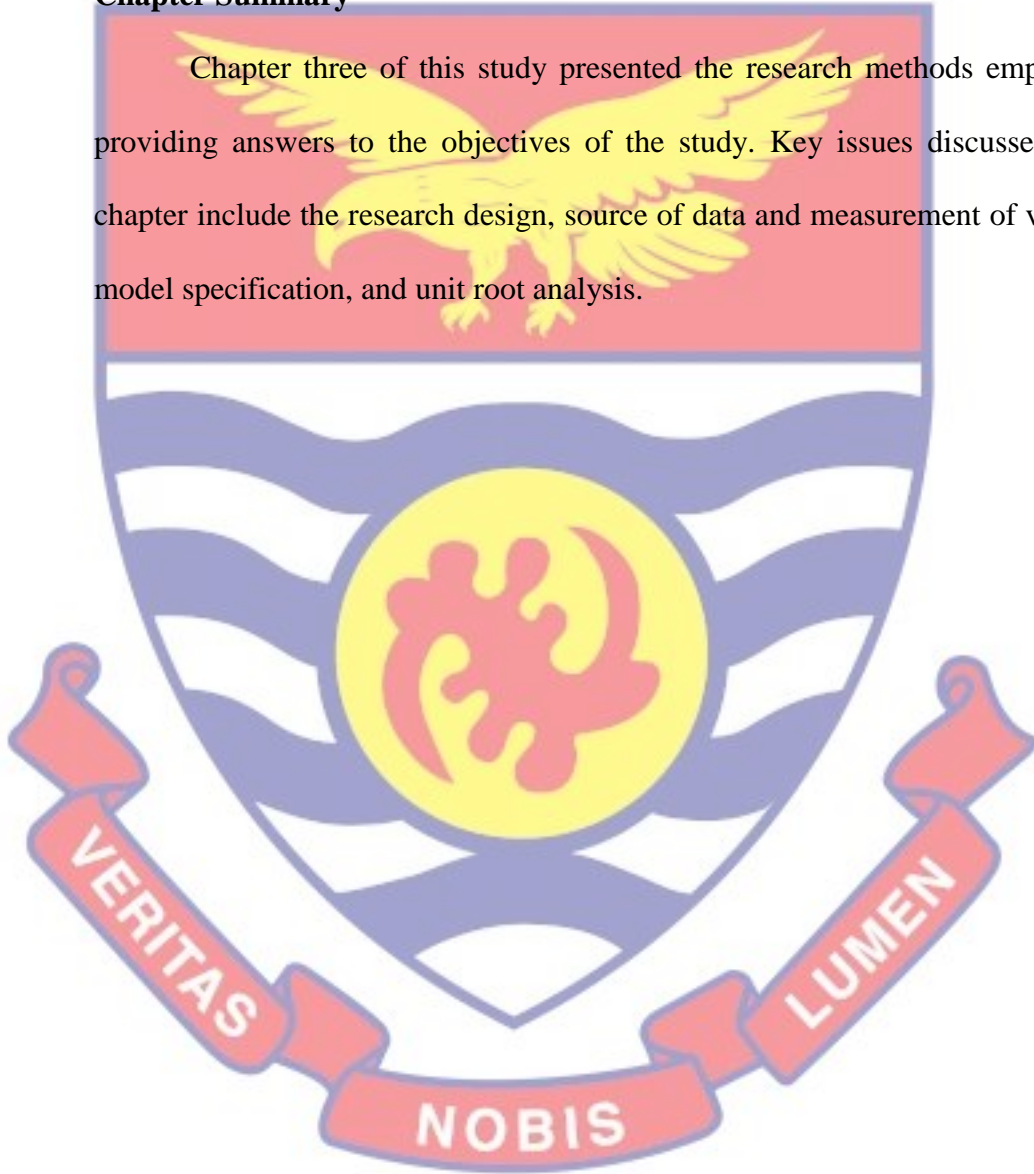 Chapter Summary
Chapter three of this study presented the research methods emp
providing answers to the objectives of the study. Key issues discusse
chapter include the research design, source of data and measurement of v
model specification, and unit root analysis.
VERITAS
NOBIS
LUMEN